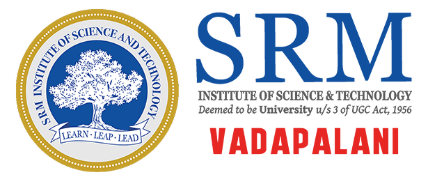 SRM INSTITUTE OF SCIENCE AND TECHNOLOGY
LEARN · LEAP · LEAD
SRM
INSTITUTE OF SCIENCE & TECHNOLOGY
Deemed to be University u/s 3 of UGC Act, 1956
VADAPALANI